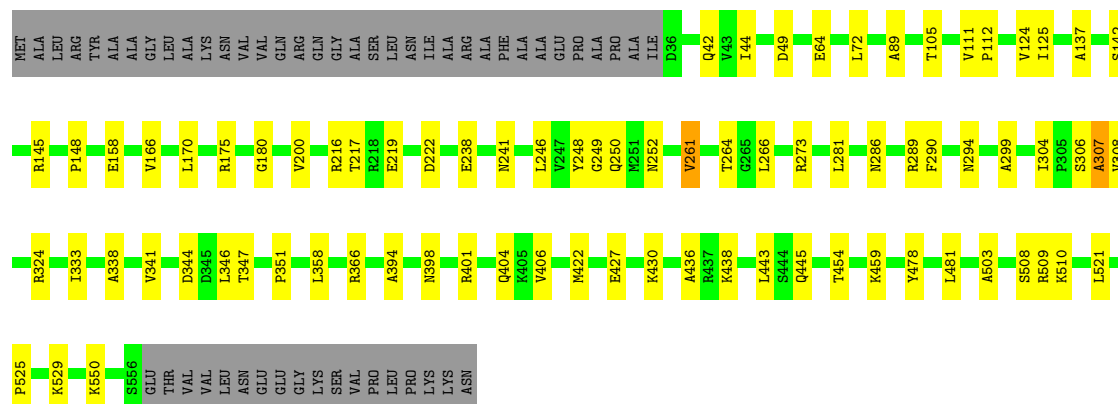 MET ALA LEU ARG TYR ALA ALA GLY LEU ALA LYS ASN VAL VAL GLN ARG GLN GLY ALA SER LEU ASN ILE ALA ARG ALA PHE ALA ALA GLU PRO ALA PRO ALA ILE D36 Q42 V43 I44 D49 E64 L72 A89 T105 V111 P112 V124 I125 A137 S142
R145 P148 E158 V166 L170 R175 G180 V200 R216 T217 R218 E219 D222 E238 N241 L246 V247 Y248 G249 Q250 M251 N252 V261 T264 G265 L266 R273 L281 N286 R289 F290 N294 A299 I304 P305 S306 A307 V308
R324 I333 A338 V341 D344 D345 L346 T347 P351 L358 R366 A394 N398 R401 Q404 K405 V406 M422 E427 K430 A436 R437 K438 L443 S444 Q445 T454 K459 Y478 L481 A503 S508 R509 K510 L521
P525 K529 K550 S556 GLU THR VAL VAL LEU ASN GLU GLU GLY LYS SER VAL PRO LEU PRO LYS LYS ASN